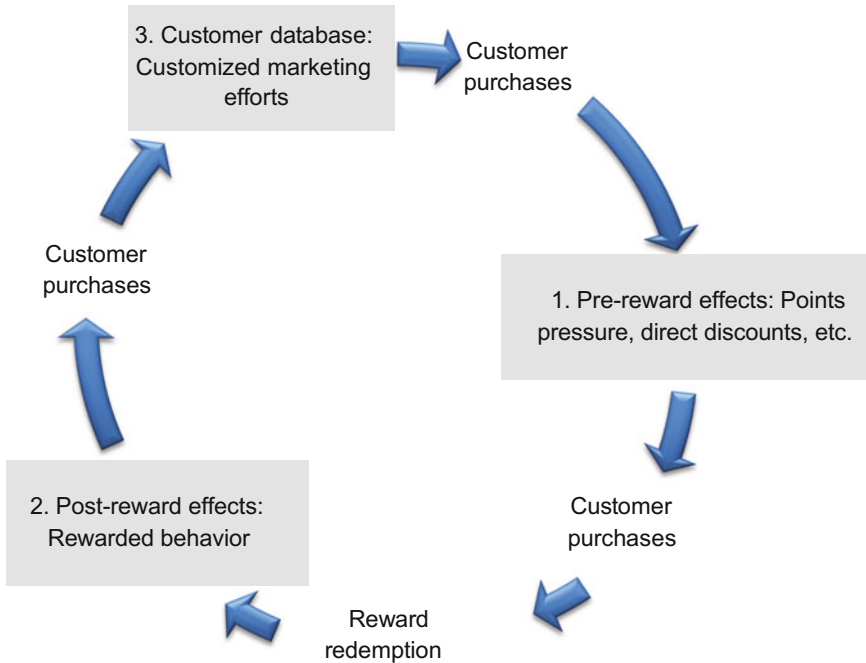 3. Customer database:
Customized marketing
efforts
Customer
purchases
1. Pre-reward effects: Points
pressure, direct discounts, etc.
Customer
purchases
Reward
redemption
2. Post-reward effects:
Rewarded behavior
Customer
purchases